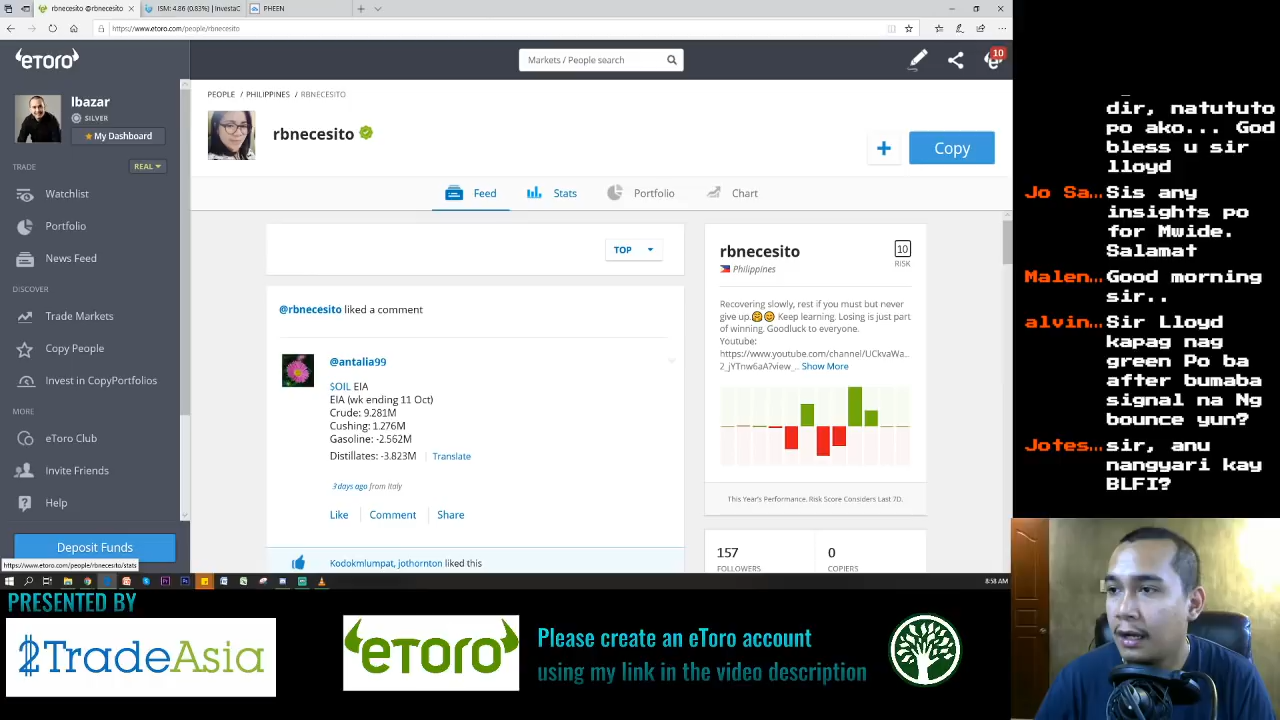 rbnecesito @rbnecesito
ISM: 4.86 (0.83%) - InvestaC
PHEEN
https://www.etoro.com/people/rbnecesito
eToro
Markets / People search
10
lbazar
SILVER
My Dashboard
TRADE
REAL
Watchlist
Portfolio
News Feed
DISCOVER
Trade Markets
Copy People
Invest in CopyPortfolios
MORE
eToro Club
Invite Friends
Help
Deposit Funds
https://www.etoro.com/people/rbnecesito/stats
PEOPLE / PHILIPPINES / RBNECESITO
rbnecesito
Copy
Feed
Stats
Portfolio
Chart
TOP
@rbnecesito liked a comment
@antalia99
$OIL EIA
EIA (wk ending 11 Oct)
Crude: 9.281M
Cushing: 1.276M
Gasoline: -2.562M
Distillates: -3.823M
Translate
3 days ago from Italy
Like
Comment
Share
Kodokmlumpat, jothornton liked this
rbnecesito
Philippines
10
RISK
Recovering slowly, rest if you must but never
give up. Keep learning. Losing is just part
of winning. Goodluck to everyone.
Youtube:
https://www.youtube.com/channel/UCkvaWa...
2_jYTnw6aA?view_... Show More
This Year's Performance. Risk Score Considers Last 7D.
157
FOLLOWERS
0
COPIERS
8:58 AM
dir, natututo
po ako... God
bless u sir
lloyd
Jo Sa... Sis any
insights po
for Mwide.
Salamat
Malen... Good morning
sir..
alvin... Sir Lloyd
kapag nag
green Po ba
after bumaba
signal na Ng
bounce yun?
Jotes... sir, anu
nangyari kay
BLFI?
PRESENTED BY
2TradeAsia
eToro
Please create an eToro account
using my link in the video description